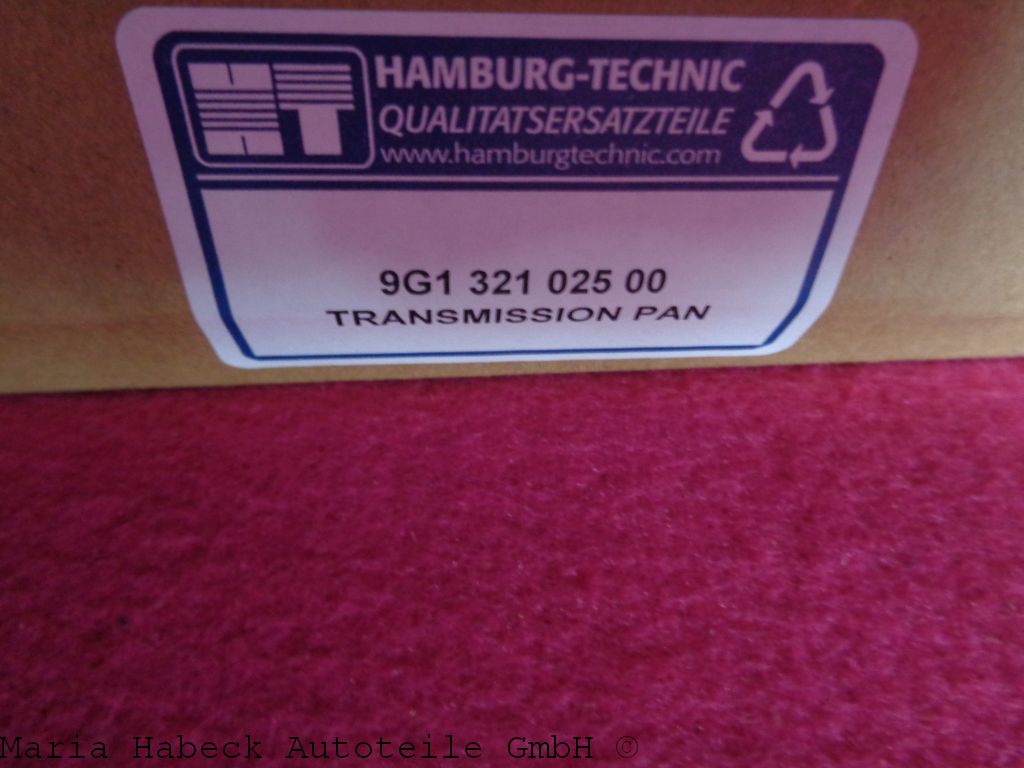 HT
HAMBURG-TECHNIC
QUALITATSERSATZTEILE
www.hamburgtechnic.com
9G1 321 025 00
TRANSMISSION PAN
Maria Habeck Autoteile GmbH ©